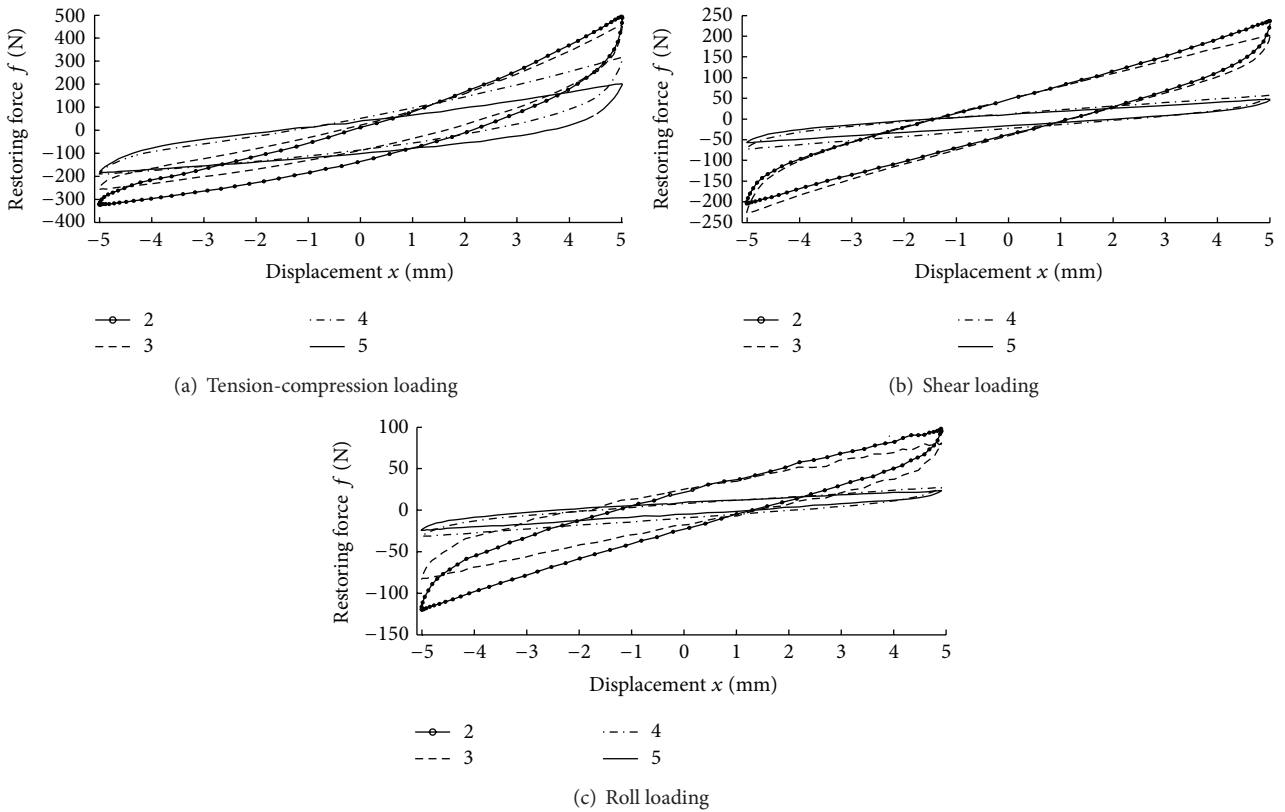 Restoring force f (N)
500
400
300
200
100
0
−100
−200
−300
−400
−5 −4 −3 −2 −1 0 1 2 3 4 5
Displacement x (mm)
2 4
3 5
(a) Tension-compression loading
Restoring force f (N)
250
200
150
100
50
0
−50
−100
−150
−200
−250
−5 −4 −3 −2 −1 0 1 2 3 4 5
Displacement x (mm)
2 4
3 5
(b) Shear loading
Restoring force f (N)
100
50
0
−50
−100
−150
−5 −4 −3 −2 −1 0 1 2 3 4 5
Displacement x (mm)
2 4
3 5
(c) Roll loading